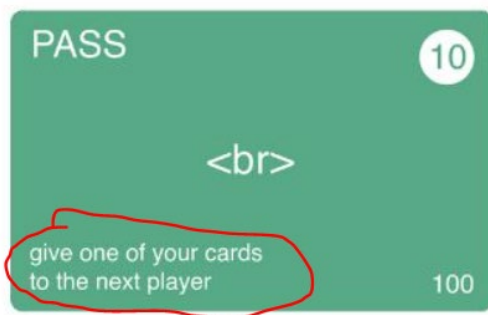 PASS
10
<br>
give one of your cards
to the next player
100